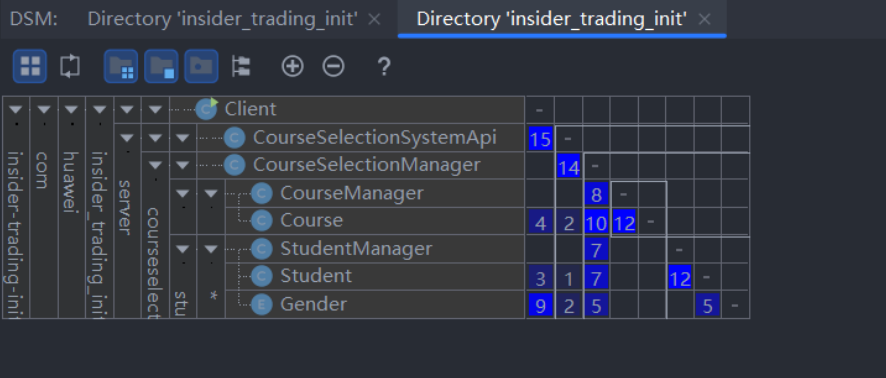 DSM: Directory 'insider_trading_init' × Directory 'insider_trading_init' ×
?
insider-trading-init
com
huawei
insider_trading_init
server
courseselect
stu
*
*
C Client -
C CourseSelectionSystemApi 15 -
C CourseSelectionManager 14 -
C CourseManager 8 -
C Course 4 2 10 12 -
C StudentManager 7 -
C Student 3 1 7 12 -
E Gender 9 2 5 5 -